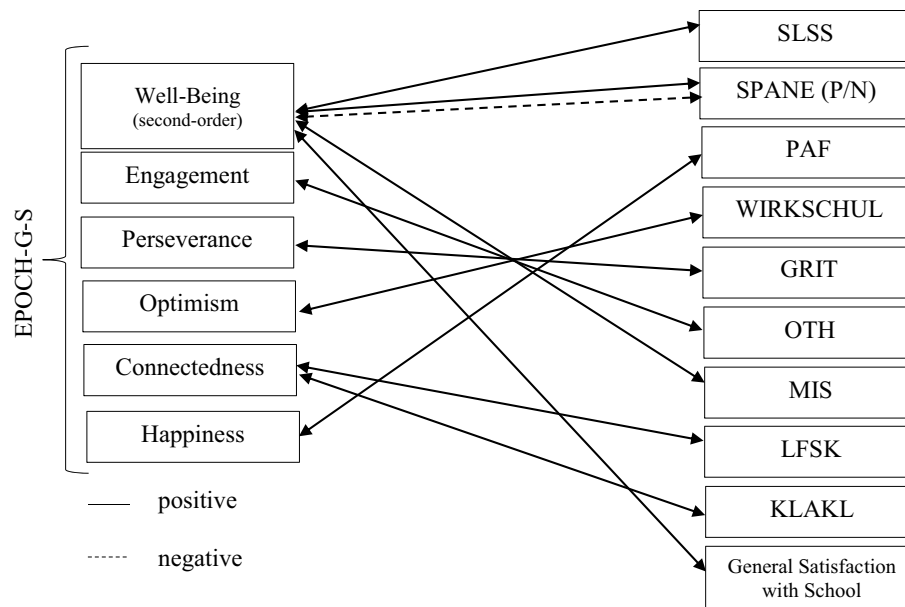 EPOCH-G-S
Well-Being
(second-order)
Engagement
Perseverance
Optimism
Connectedness
Happiness
positive
negative
SLSS
SPANE (P/N)
PAF
WIRKSCHUL
GRIT
OTH
MIS
LFSK
KLAKL
General Satisfaction
with School